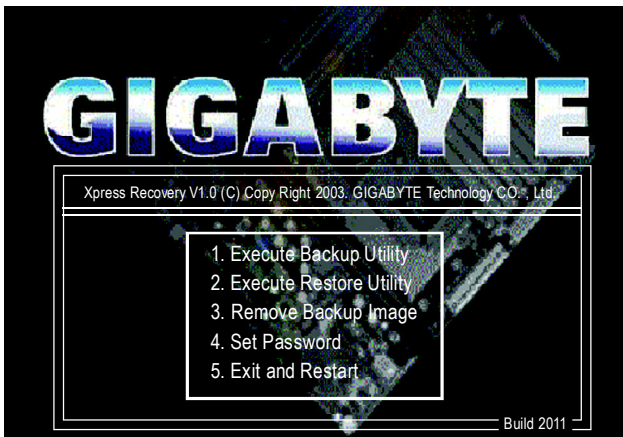 GIGABYTE
Xpress Recovery V1.0 (C) Copy Right 2003. GIGABYTE Technology CO. , Ltd.
1. Execute Backup Utility
2. Execute Restore Utility
3. Remove Backup Image
4. Set Password
5. Exit and Restart
Build 2011